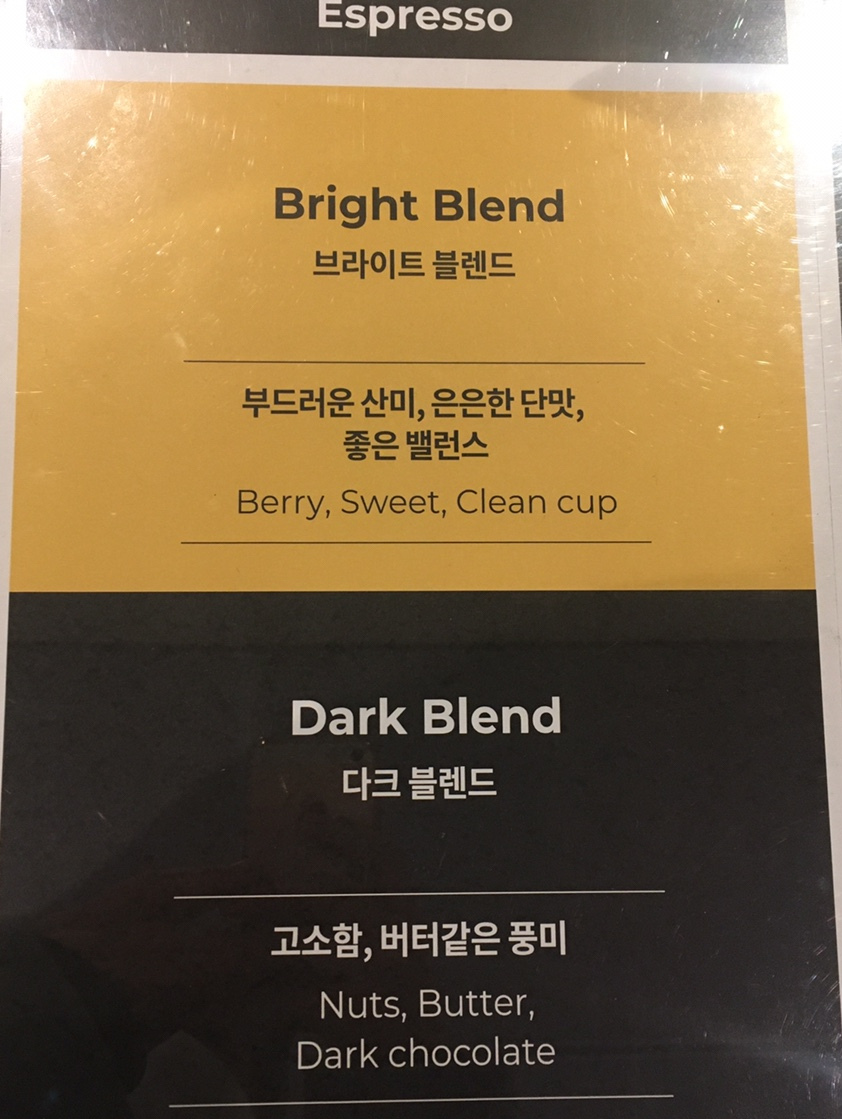 Espresso
Bright Blend
브라이트 블렌드
부드러운 산미, 은은한 단맛,
좋은 밸런스
Berry, Sweet, Clean cup
Dark Blend
다크 블렌드
고소함, 버터같은 풍미
Nuts, Butter,
Dark chocolate